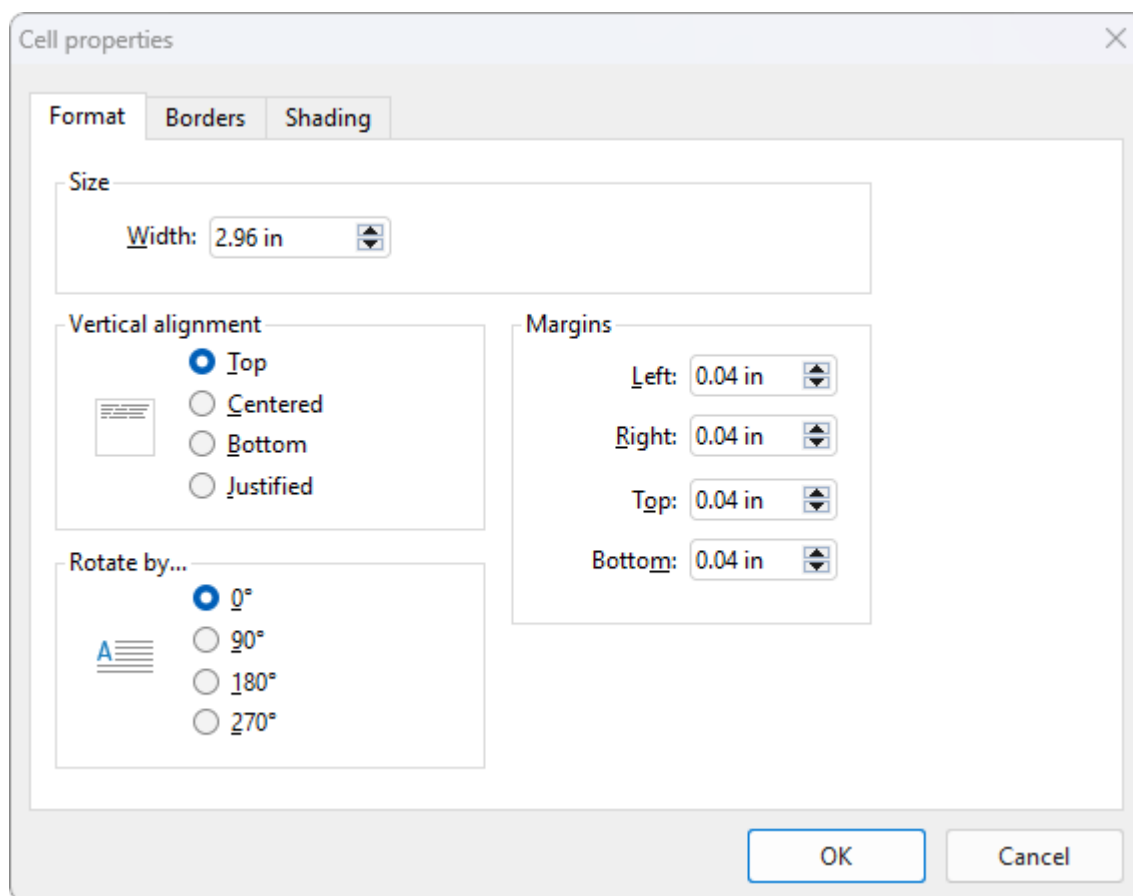 Cell properties
Format Borders Shading
Size
Width: 2.96 in
Vertical alignment
Top
Centered
Bottom
Justified
Margins
Left: 0.04 in
Right: 0.04 in
Top: 0.04 in
Bottom: 0.04 in
Rotate by...
A
0°
90°
180°
270°
OK Cancel